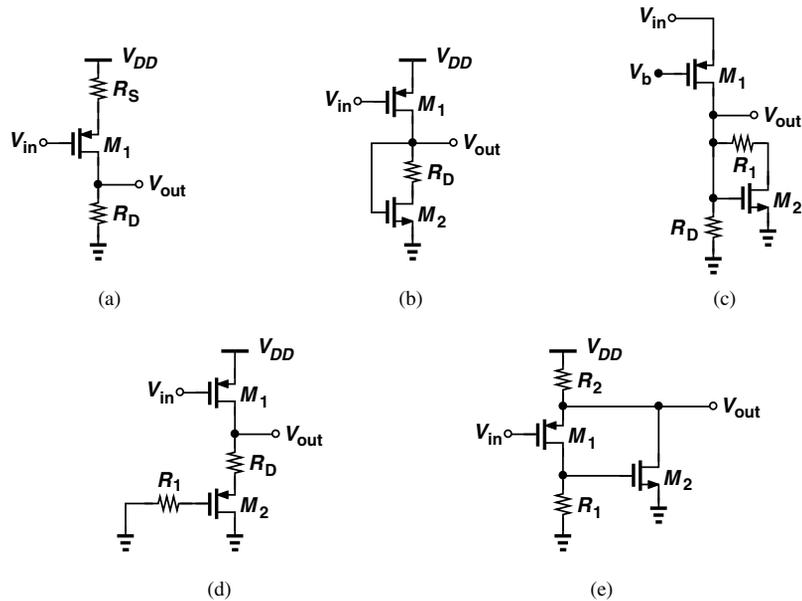 V_DD
R_S
V_in
M_1
V_out
R_D
(a)
V_DD
V_in
M_1
V_out
R_D
M_2
(b)
V_in
V_b
M_1
V_out
R_1
M_2
R_D
(c)
V_DD
V_in
M_1
V_out
R_D
R_1
M_2
(d)
V_DD
R_2
V_out
V_in
M_1
M_2
R_1
(e)